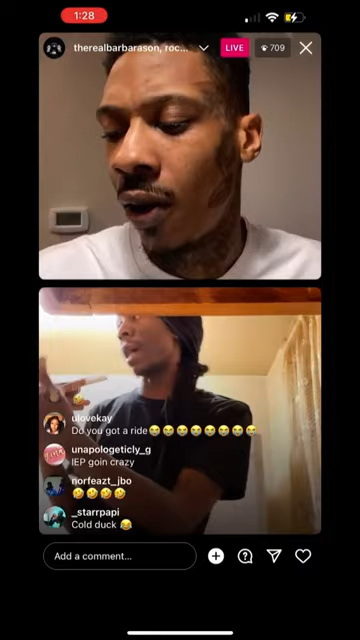 1:28
therealbarbarason, roc...
LIVE
709
ulovekay
Do you got a ride😭😭😭😭😭😭😭😭😭
unapologeticly_g
IEP goin crazy
norfeazt_jbo
🤣🤣🤣🤣
_starrpapi
Cold duck😂
Add a comment...